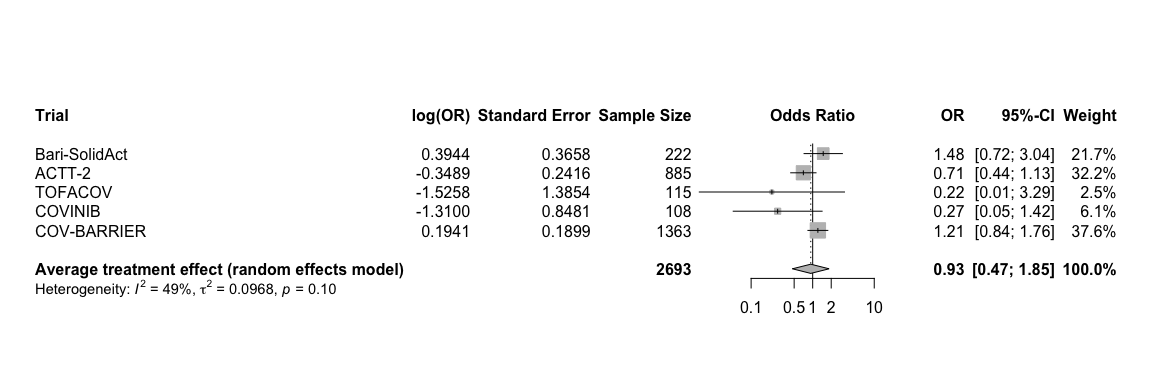 Trial log(OR) Standard Error Sample Size Odds Ratio OR 95%-CI Weight
Bari-SolidAct 0.3944 0.3658 222 1.48 [0.72; 3.04] 21.7%
ACTT-2 -0.3489 0.2416 885 0.71 [0.44; 1.13] 32.2%
TOFACOV -1.5258 1.3854 115 0.22 [0.01; 3.29] 2.5%
COVINIB -1.3100 0.8481 108 0.27 [0.05; 1.42] 6.1%
COV-BARRIER 0.1941 0.1899 1363 1.21 [0.84; 1.76] 37.6%
Average treatment effect (random effects model) 2693 0.93 [0.47; 1.85] 100.0%
Heterogeneity: I² = 49%, τ² = 0.0968, p = 0.10
0.1 0.5 1 2 10